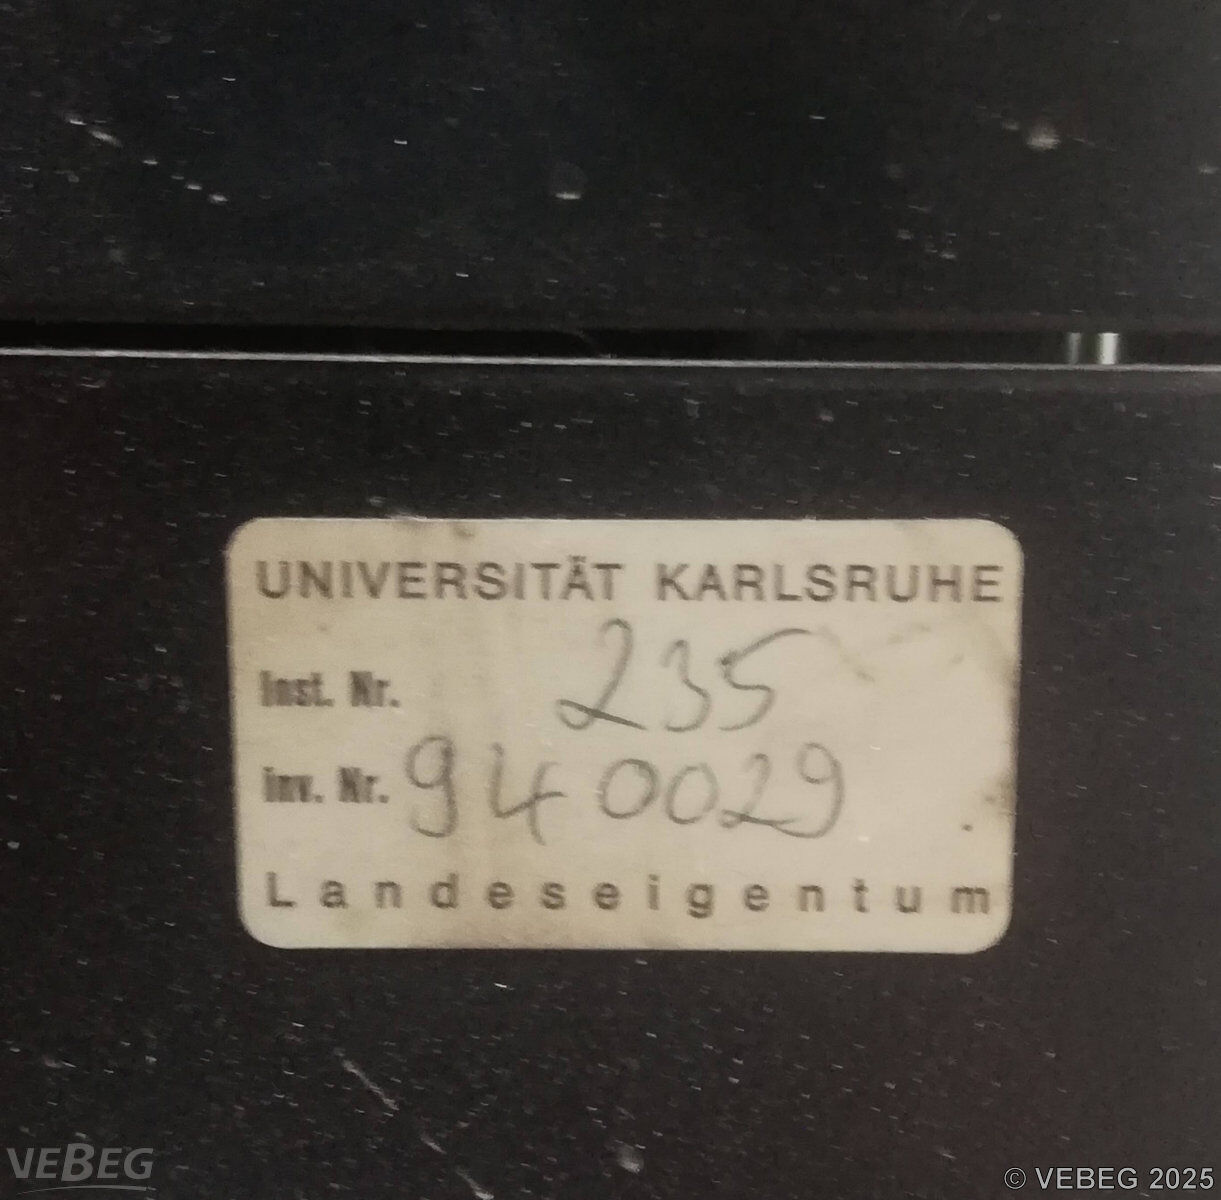 UNIVERSITÄT KARLSRUHE
Inst. Nr. 235
Inv. Nr. 940029
Landeseigentum
VEBEG
© VEBEG 2025